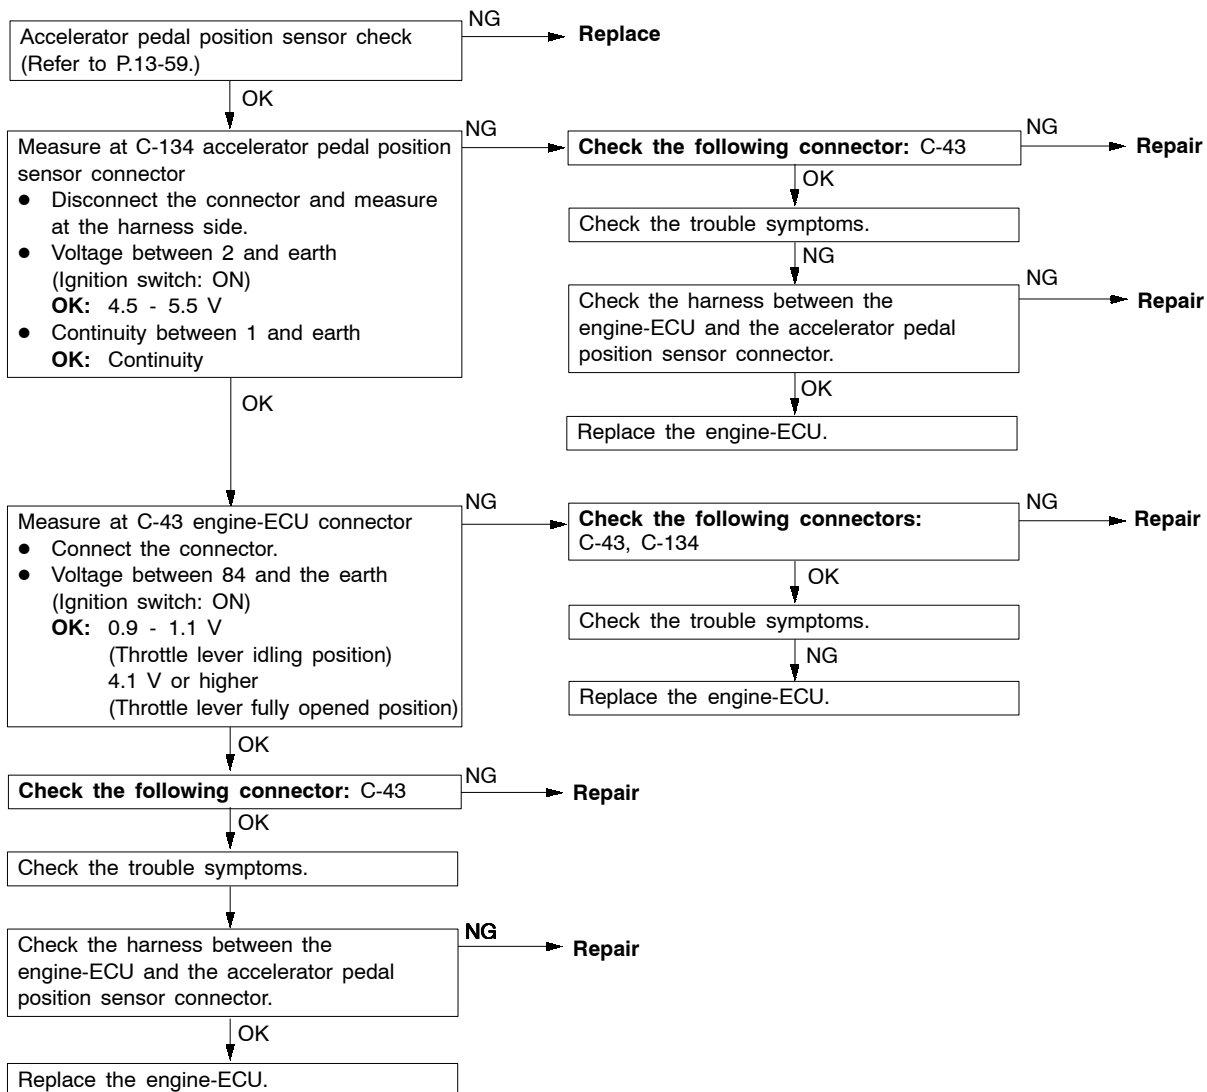 Accelerator pedal position sensor check
(Refer to P.13-59.)
NG
Replace
OK
Measure at C-134 accelerator pedal position
sensor connector
● Disconnect the connector and measure
at the harness side.
● Voltage between 2 and earth
(Ignition switch: ON)
OK: 4.5 - 5.5 V
● Continuity between 1 and earth
OK: Continuity
NG
Check the following connector: C-43
NG
Repair
OK
Check the trouble symptoms.
NG
Check the harness between the
engine-ECU and the accelerator pedal
position sensor connector.
NG
Repair
OK
Replace the engine-ECU.
OK
Measure at C-43 engine-ECU connector
● Connect the connector.
● Voltage between 84 and the earth
(Ignition switch: ON)
OK: 0.9 - 1.1 V
(Throttle lever idling position)
4.1 V or higher
(Throttle lever fully opened position)
NG
Check the following connectors:
C-43, C-134
NG
Repair
OK
Check the trouble symptoms.
NG
Replace the engine-ECU.
OK
Check the following connector: C-43
NG
Repair
OK
Check the trouble symptoms.
Check the harness between the
engine-ECU and the accelerator pedal
position sensor connector.
NG
Repair
OK
Replace the engine-ECU.